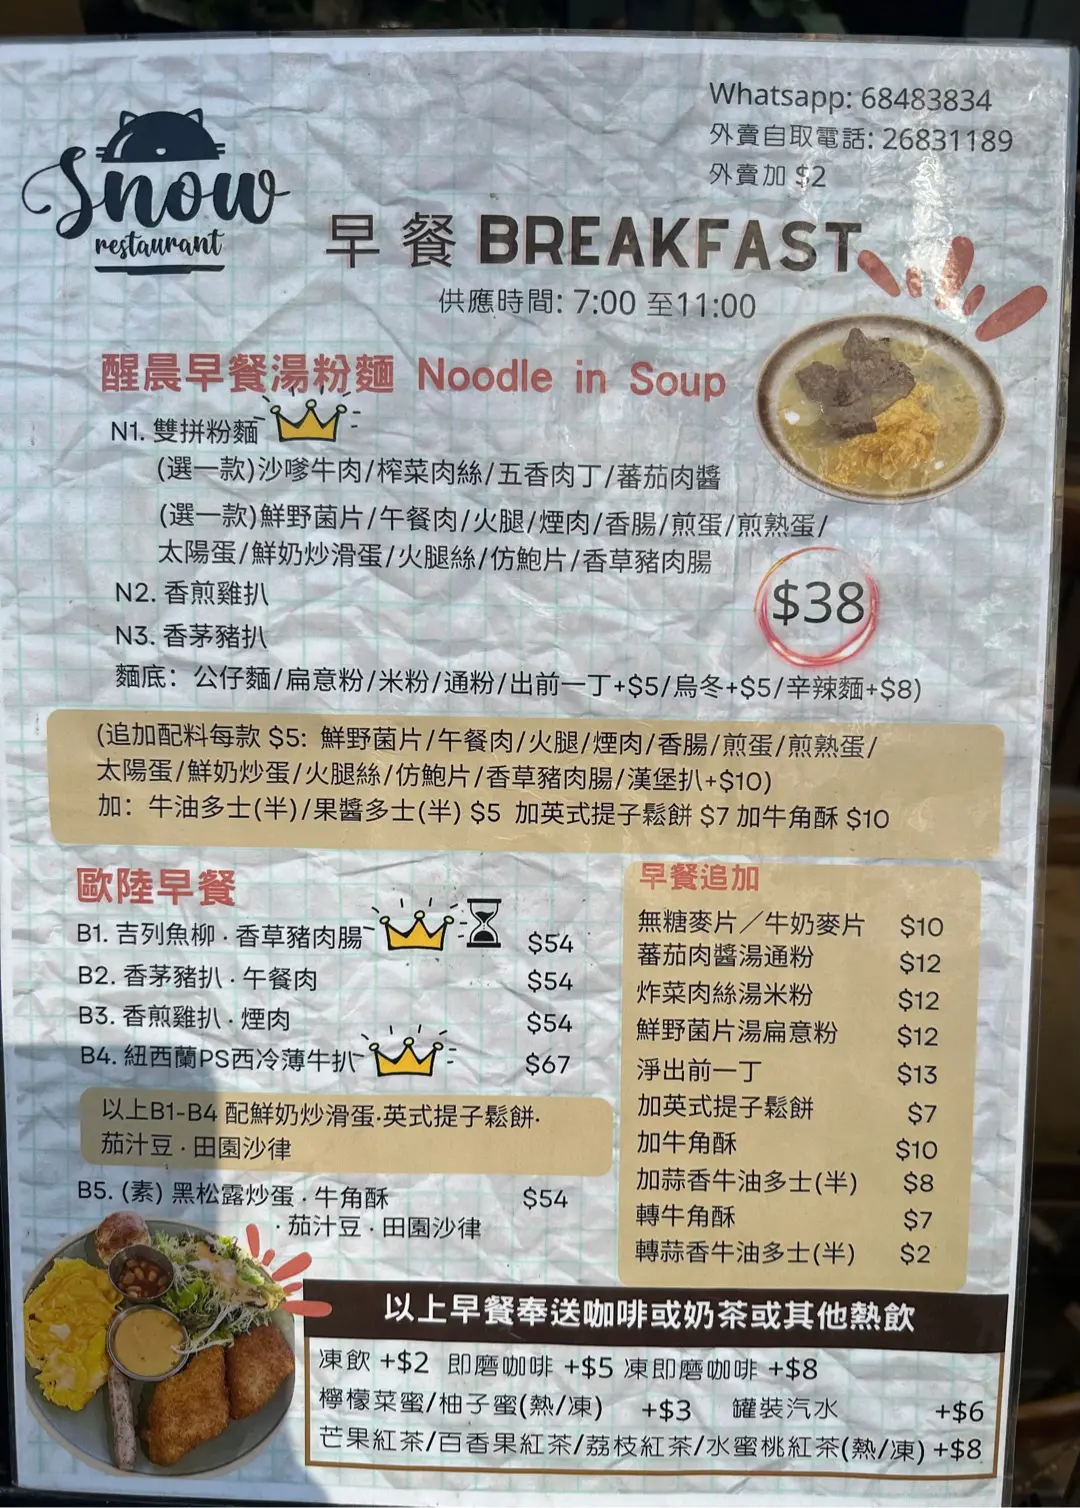 Snow
restaurant
Whatsapp: 68483834
外賣自取電話: 26831189
外賣加 $2
早餐 BREAKFAST
供應時間: 7:00 至11:00
醒晨早餐湯粉麵 Noodle in Soup
N1. 雙拼粉麵
(選一款)沙嗲牛肉/榨菜肉絲/五香肉丁/蕃茄肉醬
(選一款)鮮野菌片/午餐肉/火腿/煙肉/香腸/煎蛋/煎熟蛋/
太陽蛋/鮮奶炒滑蛋/火腿絲/仿鮑片/香草豬肉腸
N2. 香煎雞扒
N3. 香茅豬扒
$38
麵底：公仔麵/扁意粉/米粉/通粉/出前一丁+$5/烏冬+$5/辛辣麵+$8)
(追加配料每款 $5: 鮮野菌片/午餐肉/火腿/煙肉/香腸/煎蛋/煎熟蛋/
太陽蛋/鮮奶炒蛋/火腿絲/仿鮑片/香草豬肉腸/漢堡扒+$10)
加：牛油多士(半)/果醬多士(半) $5 加英式提子鬆餅 $7 加牛角酥 $10
歐陸早餐
B1. 吉列魚柳 · 香草豬肉腸 $54
B2. 香茅豬扒 · 午餐肉 $54
B3. 香煎雞扒 · 煙肉 $54
B4. 紐西蘭PS西冷薄牛扒 $67
以上B1-B4 配鮮奶炒滑蛋·英式提子鬆餅·
茄汁豆 · 田園沙律
B5. (素) 黑松露炒蛋 · 牛角酥 $54
· 茄汁豆 · 田園沙律
早餐追加
無糖麥片／牛奶麥片 $10
蕃茄肉醬湯通粉 $12
炸菜肉絲湯米粉 $12
鮮野菌片湯扁意粉 $12
淨出前一丁 $13
加英式提子鬆餅 $7
加牛角酥 $10
加蒜香牛油多士(半) $8
轉牛角酥 $7
轉蒜香牛油多士(半) $2
以上早餐奉送咖啡或奶茶或其他熱飲
凍飲 +$2 即磨咖啡 +$5 凍即磨咖啡 +$8
檸檬菜蜜/柚子蜜(熱/凍) +$3 罐裝汽水 +$6
芒果紅茶/百香果紅茶/荔枝紅茶/水蜜桃紅茶(熱/凍) +$8